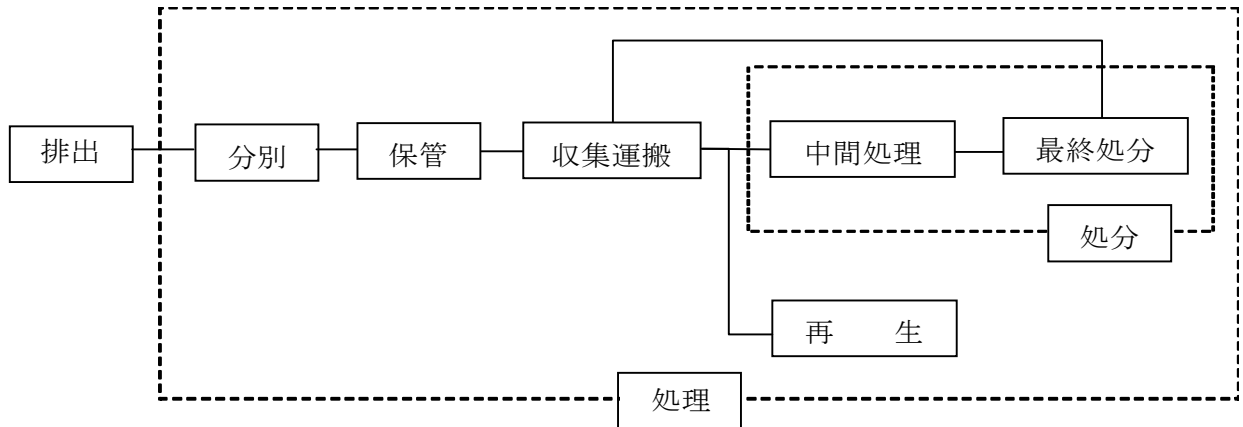 排出
分別
保管
収集運搬
中間処理
最終処分
処分
再　　生
処理